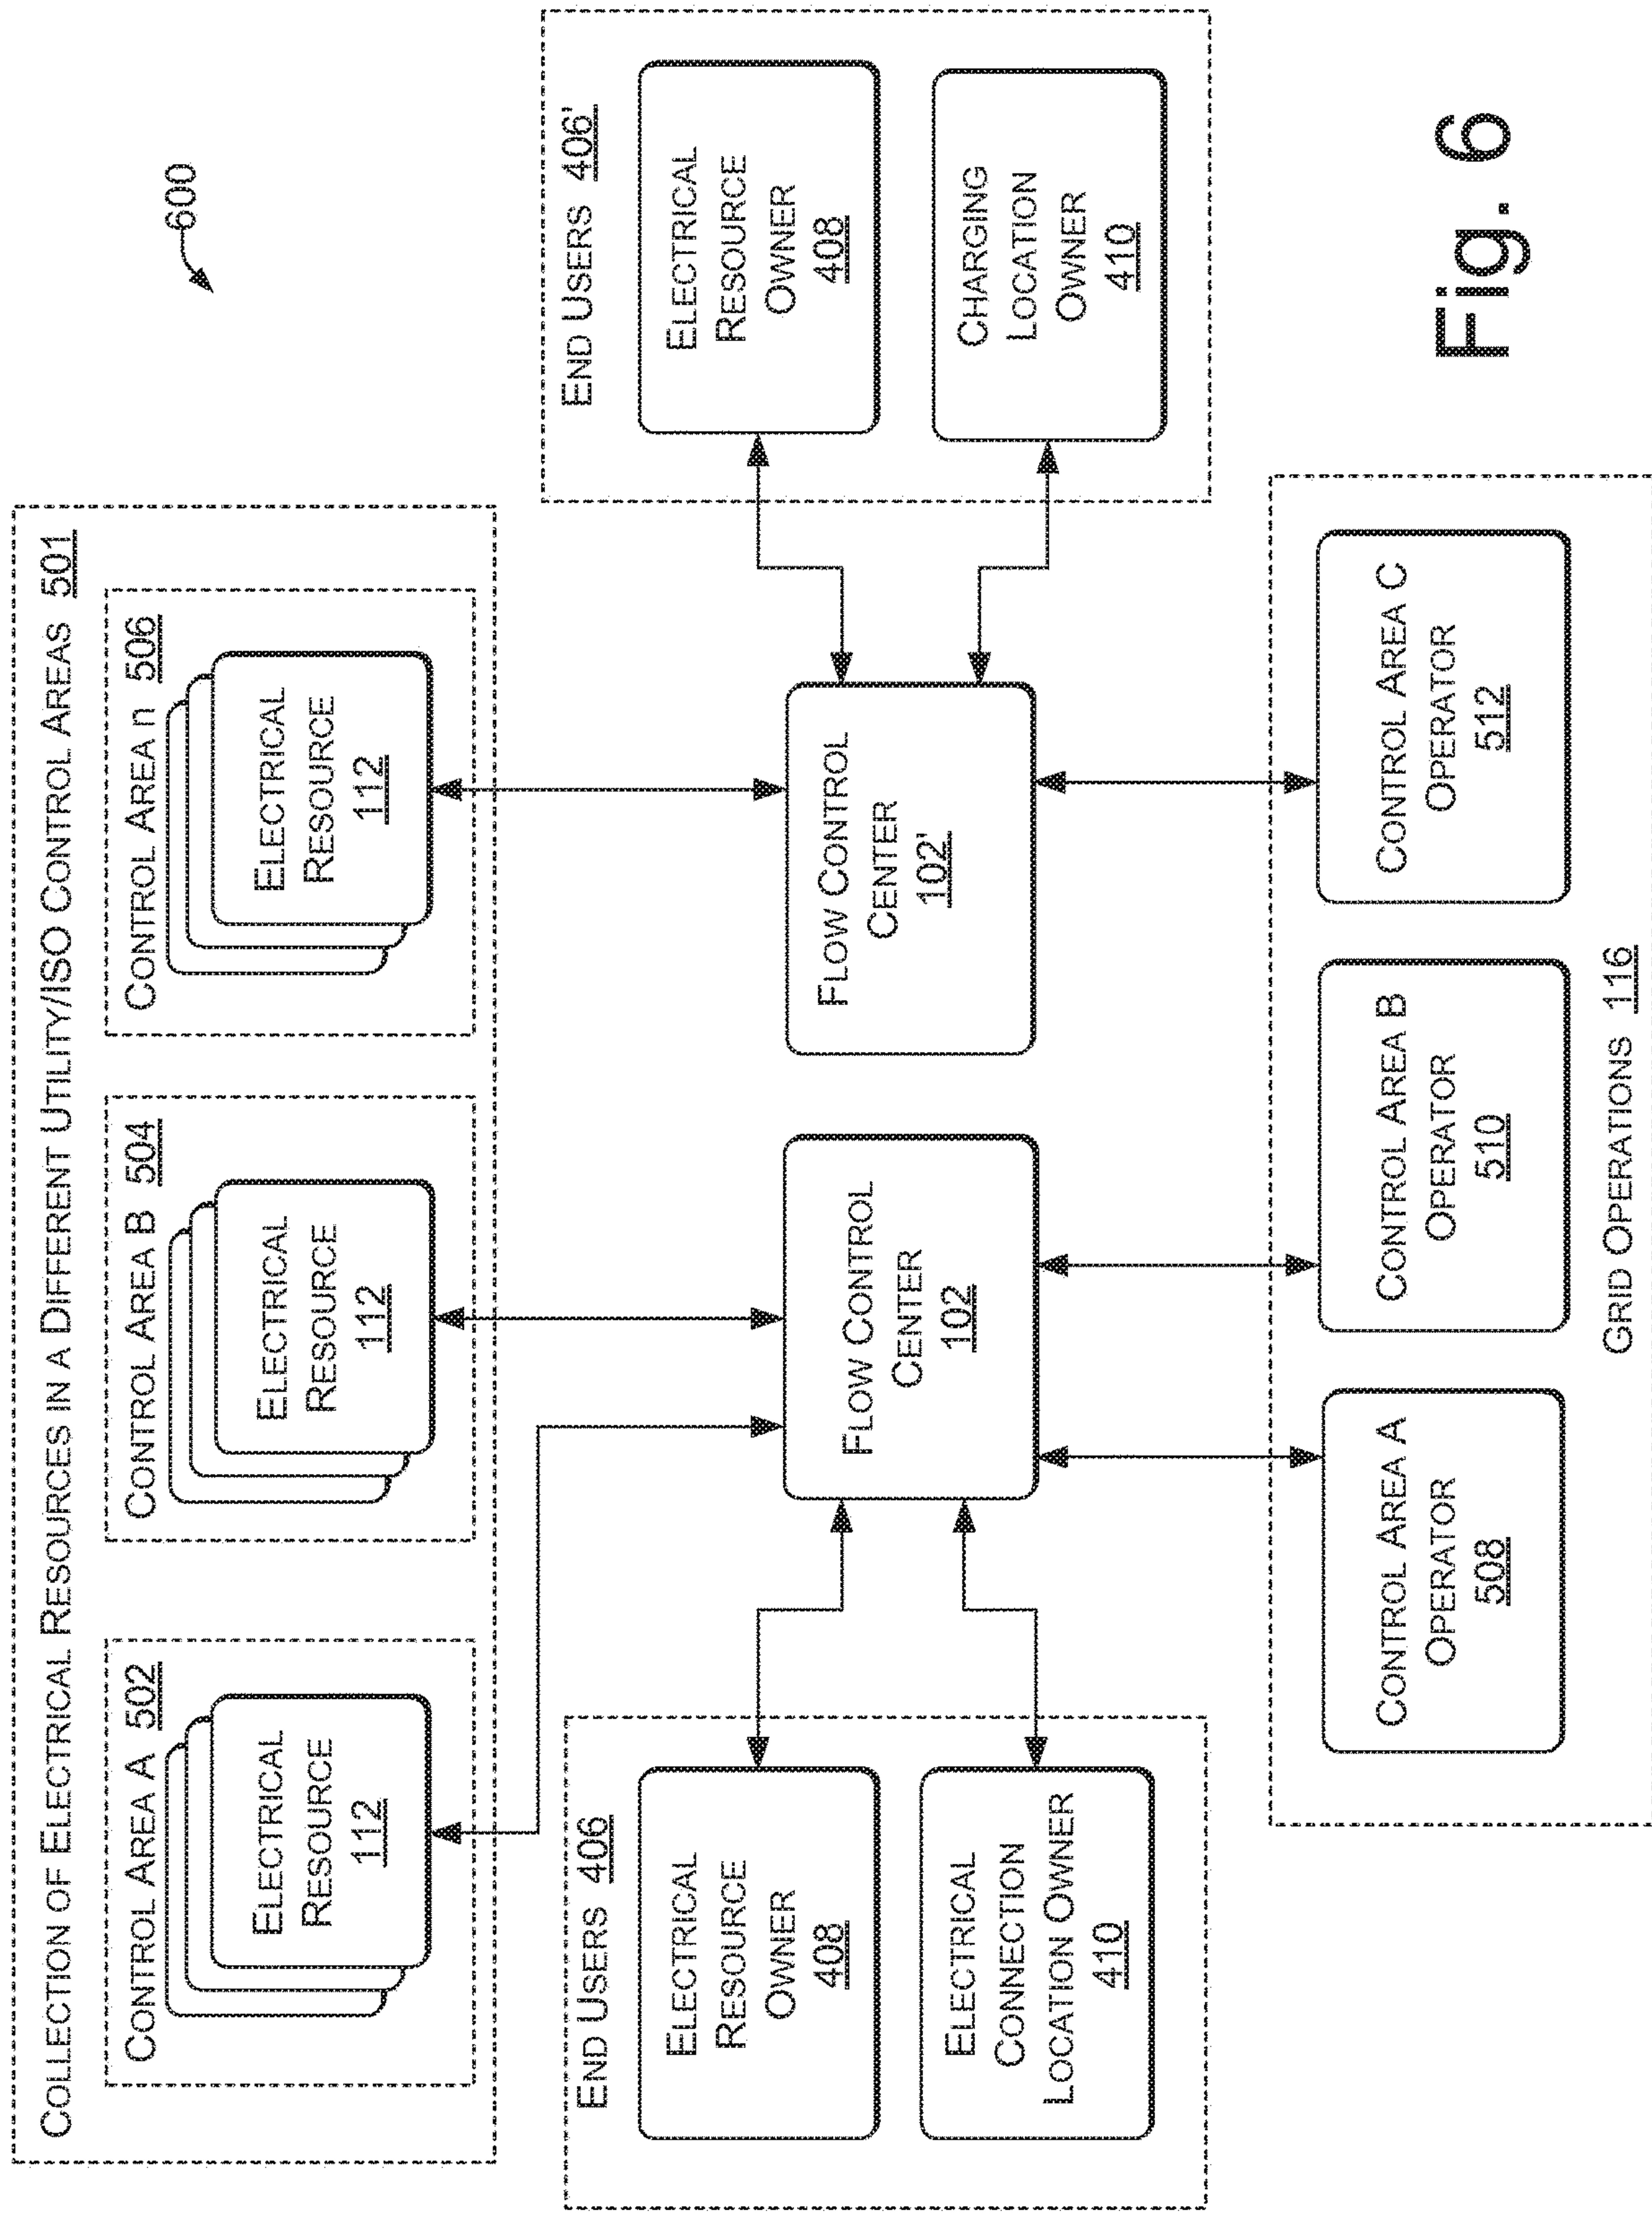 600
COLLECTION OF ELECTRICAL RESOURCES IN A DIFFERENT UTILITY/ISO CONTROL AREAS 501
CONTROL AREA A 502
ELECTRICAL
RESOURCE
112
CONTROL AREA B 504
ELECTRICAL
RESOURCE
112
CONTROL AREA n 506
ELECTRICAL
RESOURCE
112
END USERS 406
ELECTRICAL
RESOURCE
OWNER
408
ELECTRICAL
CONNECTION
LOCATION OWNER
410
FLOW CONTROL
CENTER
102
FLOW CONTROL
CENTER
102'
END USERS 406'
ELECTRICAL
RESOURCE
OWNER
408
CHARGING
LOCATION
OWNER
410
CONTROL AREA A
OPERATOR
508
CONTROL AREA B
OPERATOR
510
CONTROL AREA C
OPERATOR
512
GRID OPERATIONS 116
Fig. 6